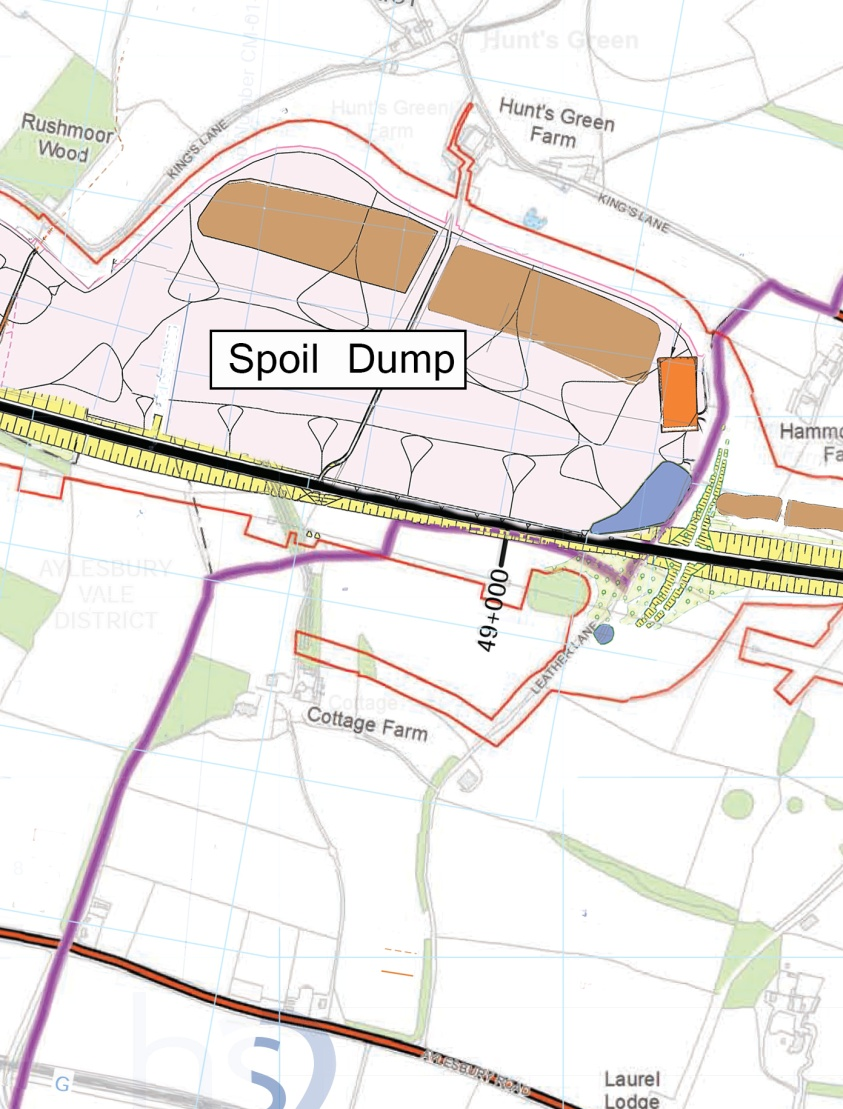 Hunt's Green
Hunt's Green
Farm
Hunt's Green
Farm
Rushmoor
Wood
KING'S LANE
KING'S LANE
Spoil Dump
Hammo
Fa
AYLESBURY
VALE
DISTRICT
49+000
LEATHER LANE
Cottage
Cottage Farm
AYLESBURY ROAD
G
Laurel
Lodge